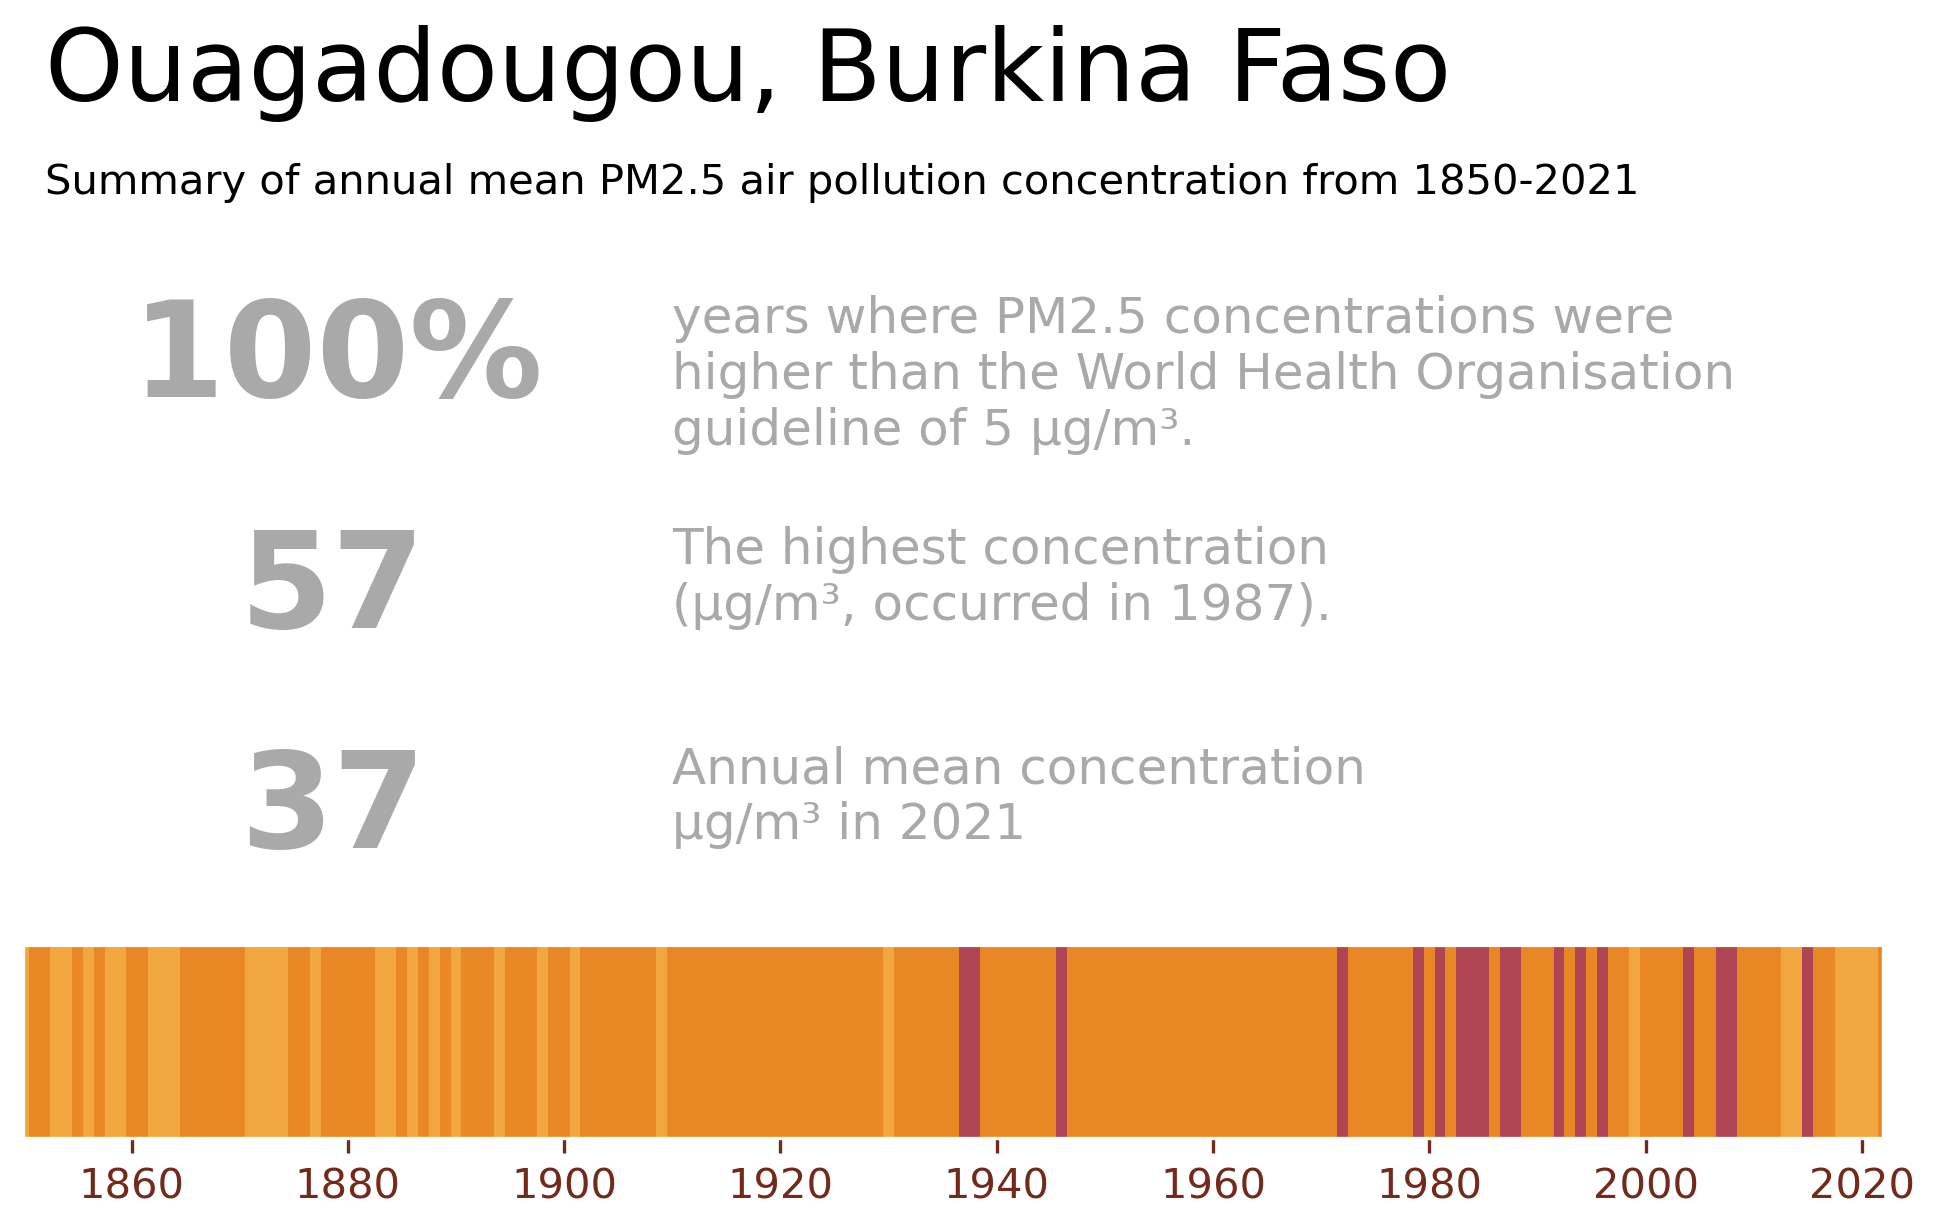 Ouagadougou, Burkina Faso
Summary of annual mean PM2.5 air pollution concentration from 1850-2021
100%
years where PM2.5 concentrations were
higher than the World Health Organisation
guideline of 5 µg/m³.
57
The highest concentration
(µg/m³, occurred in 1987).
37
Annual mean concentration
µg/m³ in 2021
1860 1880 1900 1920 1940 1960 1980 2000 2020